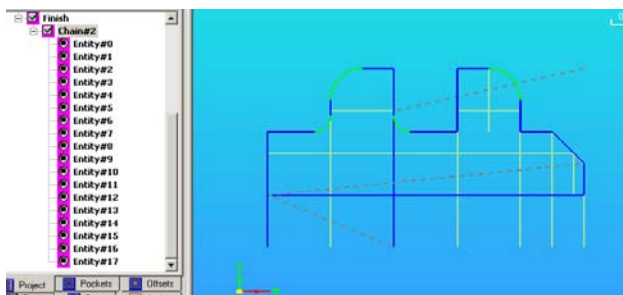 Finish
Chain#2
Entity#0
Entity#1
Entity#2
Entity#3
Entity#4
Entity#5
Entity#6
Entity#7
Entity#8
Entity#9
Entity#10
Entity#11
Entity#12
Entity#13
Entity#14
Entity#15
Entity#16
Entity#17
Project Pockets Offsets